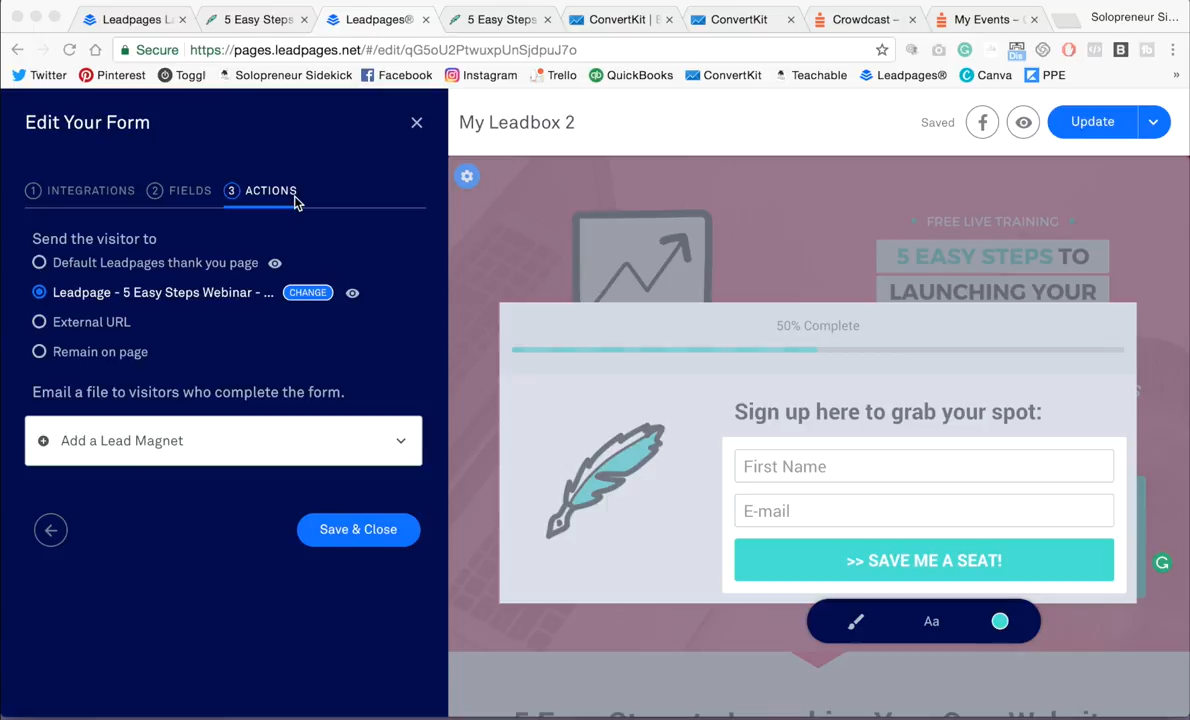 Leadpages L
5 Easy Steps
Leadpages®
5 Easy Steps
ConvertKit | E
ConvertKit
Crowdcast –
My Events –
Solopreneur Si...
Secure
https://pages.leadpages.net/#/edit/qG5oU2PtwuxpUnSjdpuJ7o
Twitter
Pinterest
Toggl
Solopreneur Sidekick
Facebook
Instagram
Trello
QuickBooks
ConvertKit
Teachable
Leadpages®
Canva
PPE
»
Edit Your Form
My Leadbox 2
Saved
Update
1 INTEGRATIONS
2 FIELDS
3 ACTIONS
Send the visitor to
Default Leadpages thank you page
Leadpage - 5 Easy Steps Webinar - ...
CHANGE
External URL
Remain on page
Email a file to visitors who complete the form.
Add a Lead Magnet
Save & Close
FREE LIVE TRAINING
5 EASY STEPS TO
LAUNCHING YOUR
50% Complete
Sign up here to grab your spot:
First Name
E-mail
>> SAVE ME A SEAT!
Aa